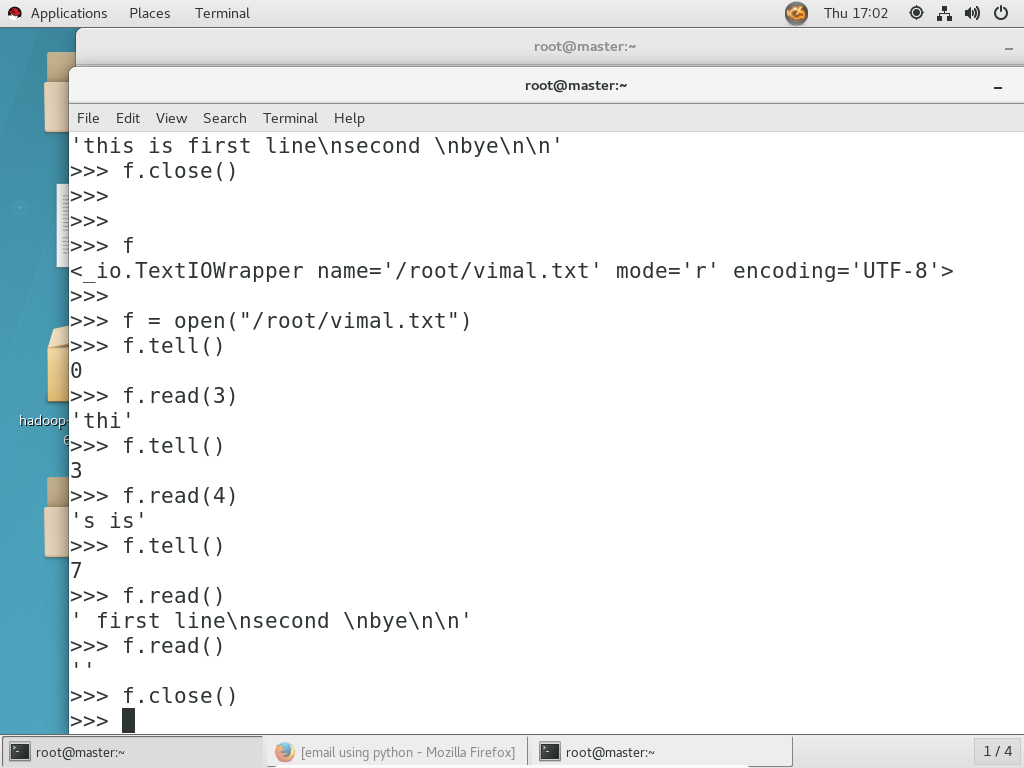 Applications Places Terminal Thu 17:02
root@master:~
root@master:~
File Edit View Search Terminal Help
'this is first line\nsecond \nbye\n\n'
>>> f.close()
>>>
>>>
>>> f
<_io.TextIOWrapper name='/root/vimal.txt' mode='r' encoding='UTF-8'>
>>>
>>> f = open("/root/vimal.txt")
>>> f.tell()
0
>>> f.read(3)
'thi'
>>> f.tell()
3
>>> f.read(4)
's is'
>>> f.tell()
7
>>> f.read()
' first line\nsecond \nbye\n\n'
>>> f.read()
''
>>> f.close()
>>>
hadoop-
6
root@master:~ [email using python - Mozilla Firefox] root@master:~ 1 / 4